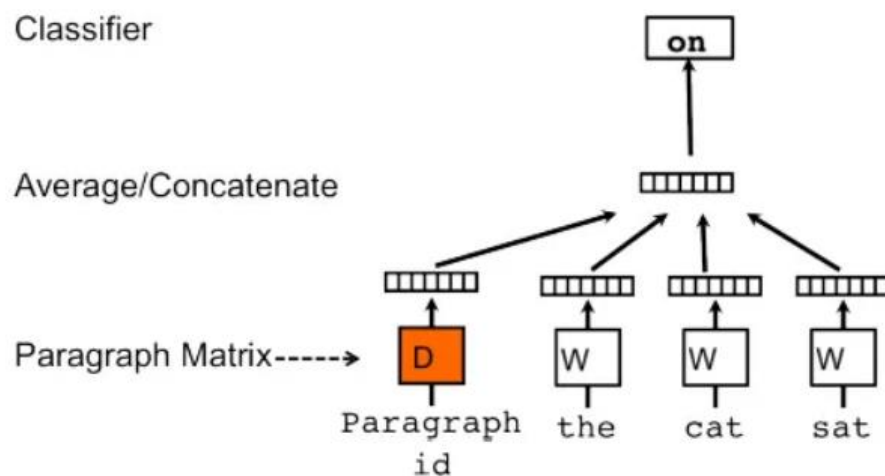 Classifier
on
Average/Concatenate
Paragraph Matrix----->
D
W
W
W
Paragraph
id
the
cat
sat